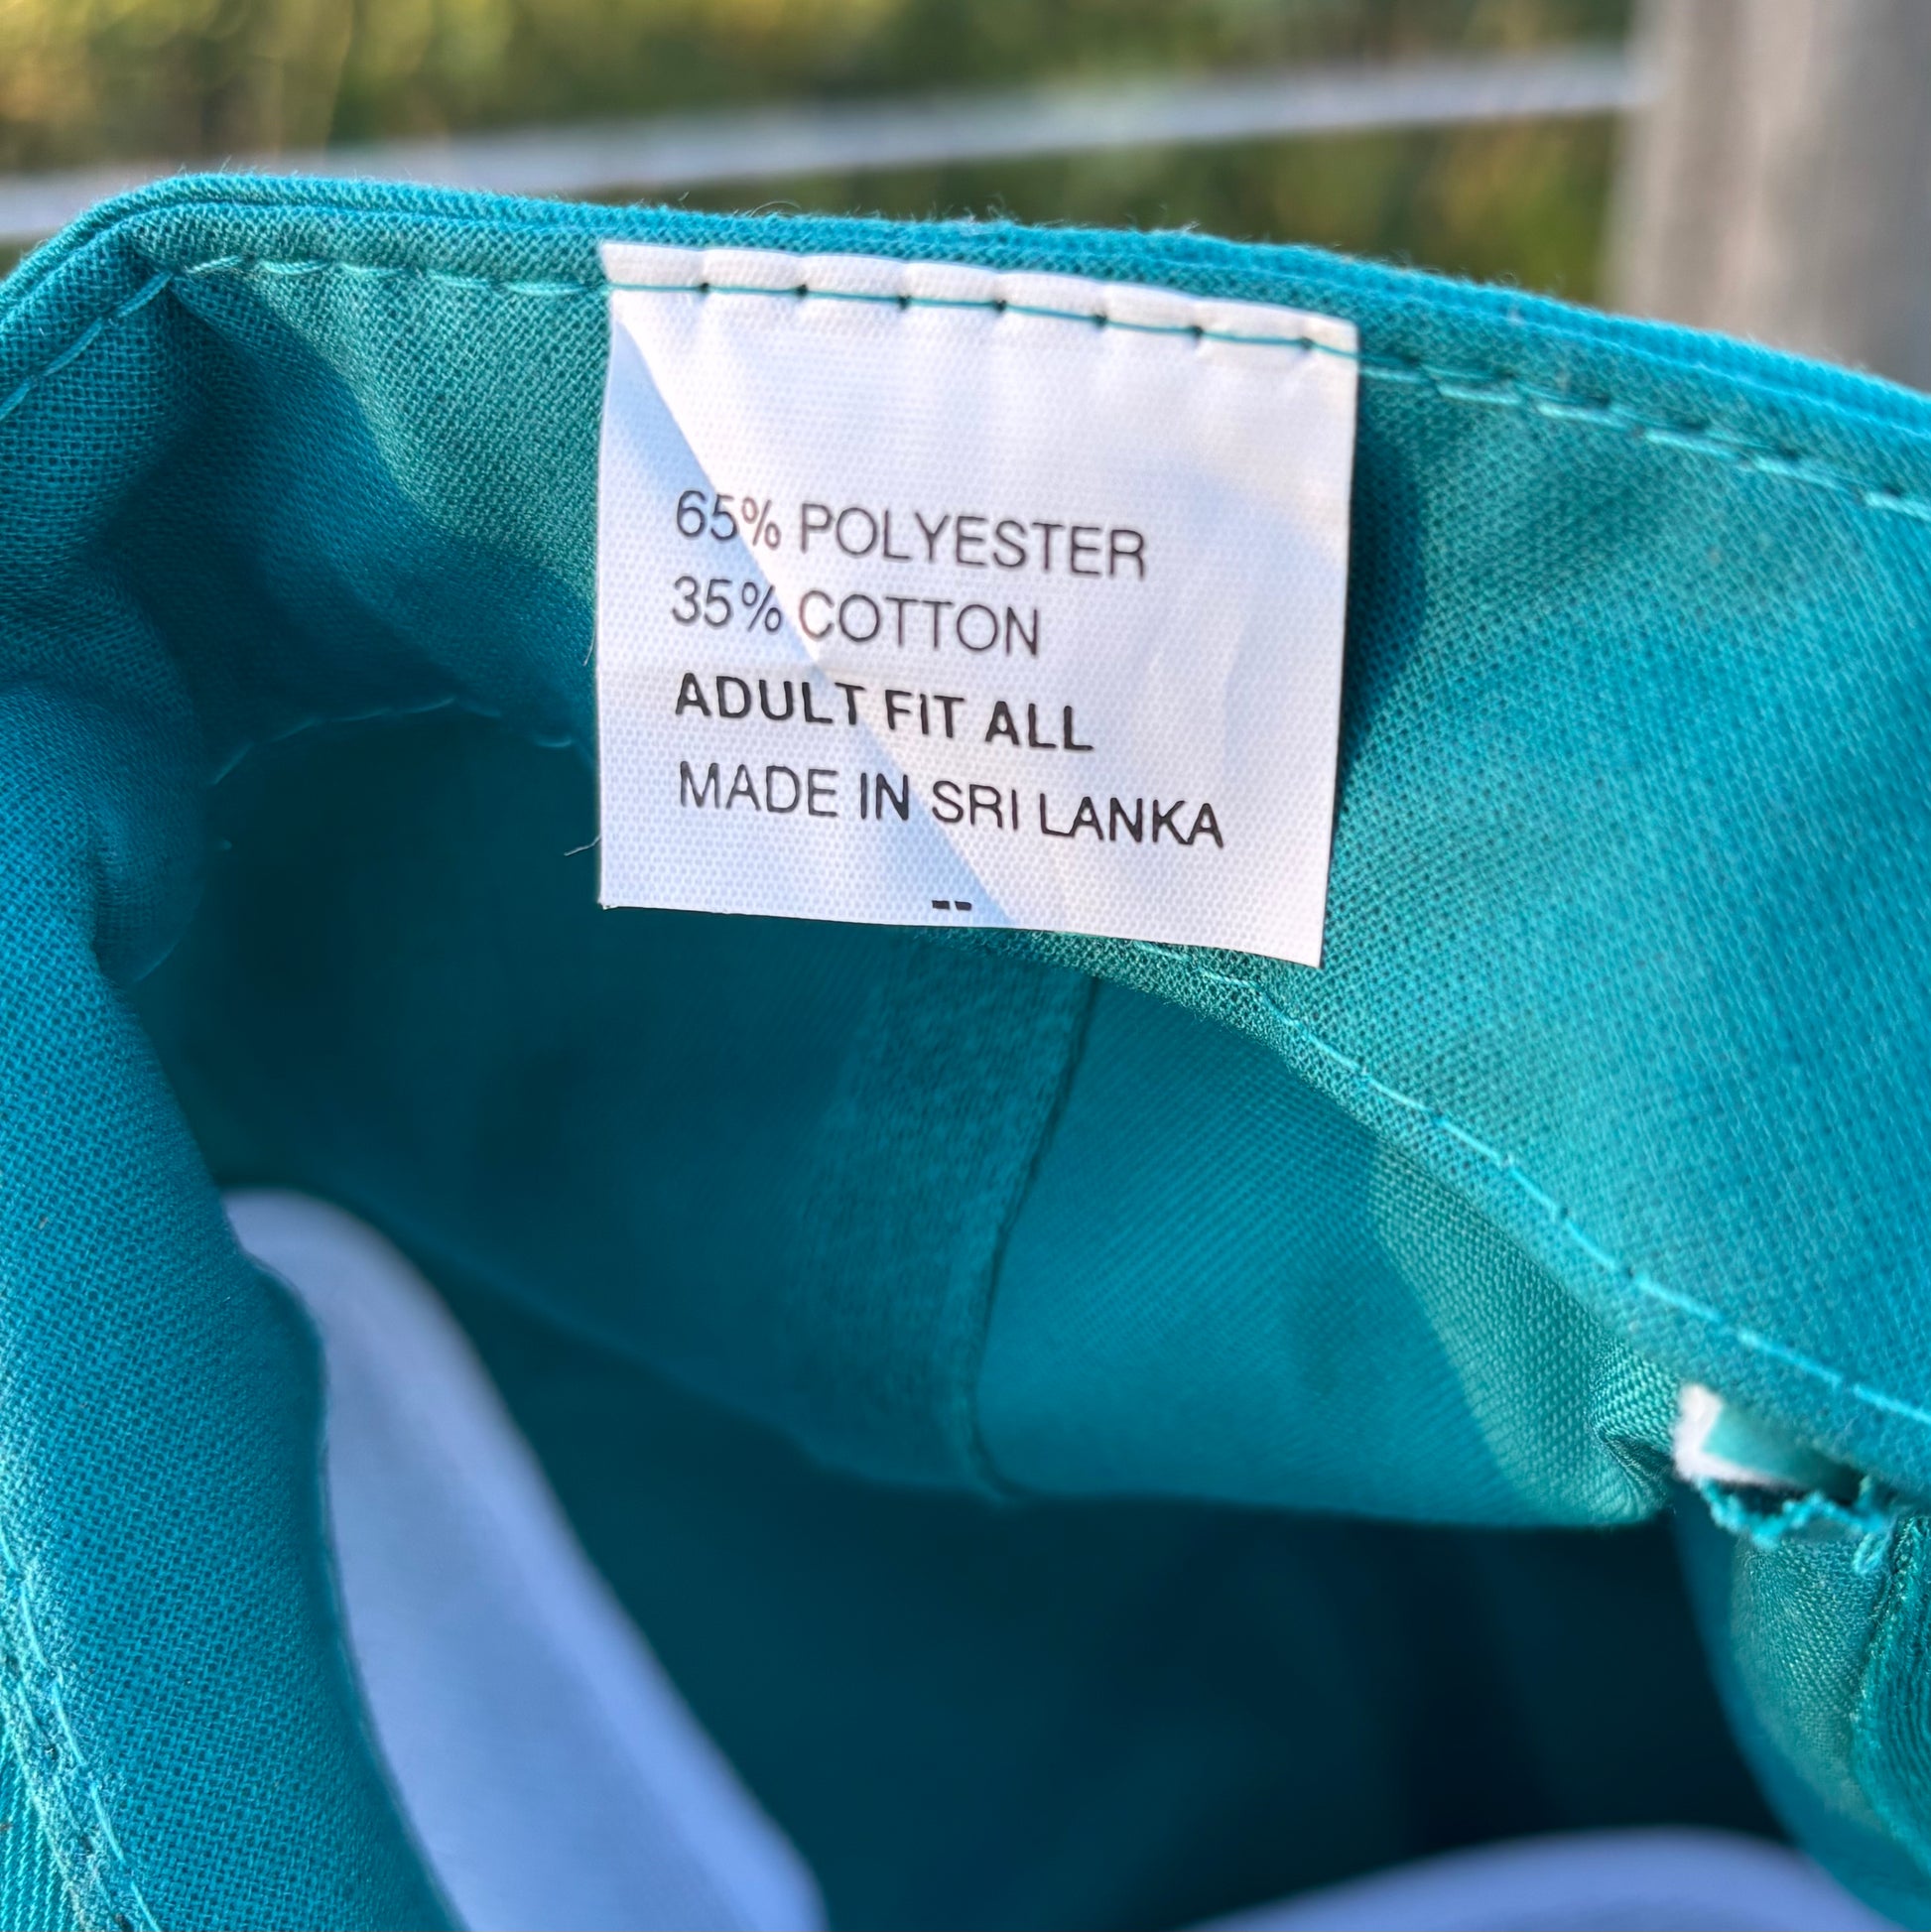 65% POLYESTER
35% COTTON
ADULT FIT ALL
MADE IN SRI LANKA
--